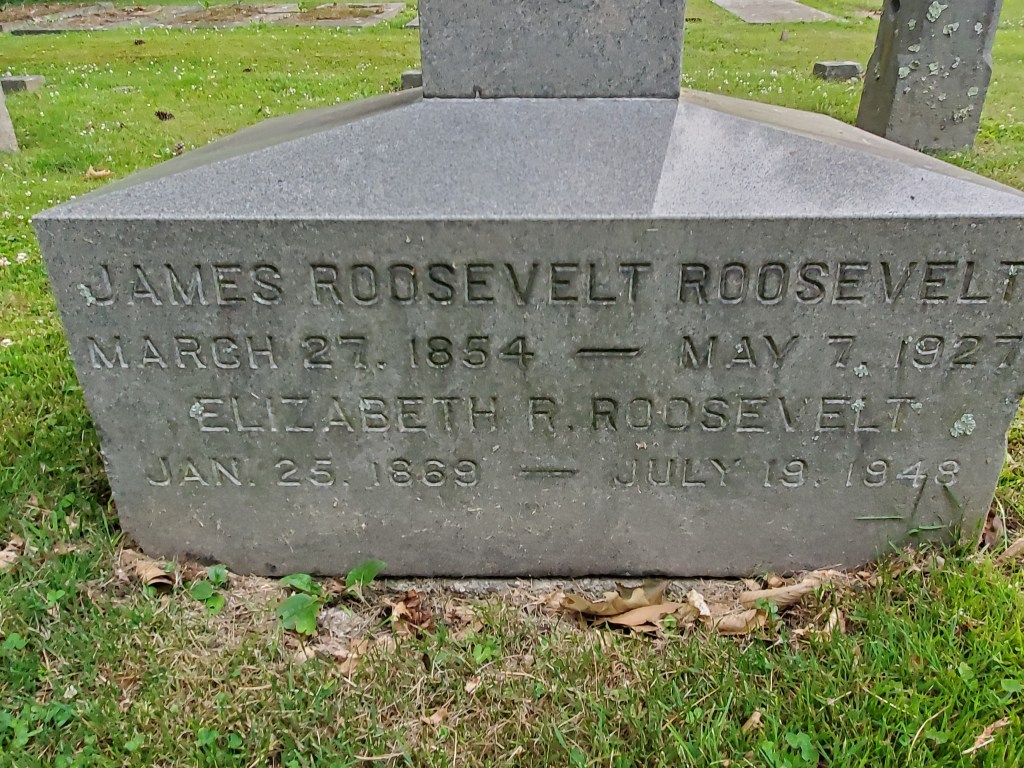 JAMES ROOSEVELT ROOSEVELT
MARCH 27. 1854 — MAY 7. 1927
ELIZABETH R. ROOSEVELT
JAN. 25. 1869 — JULY 19. 1948